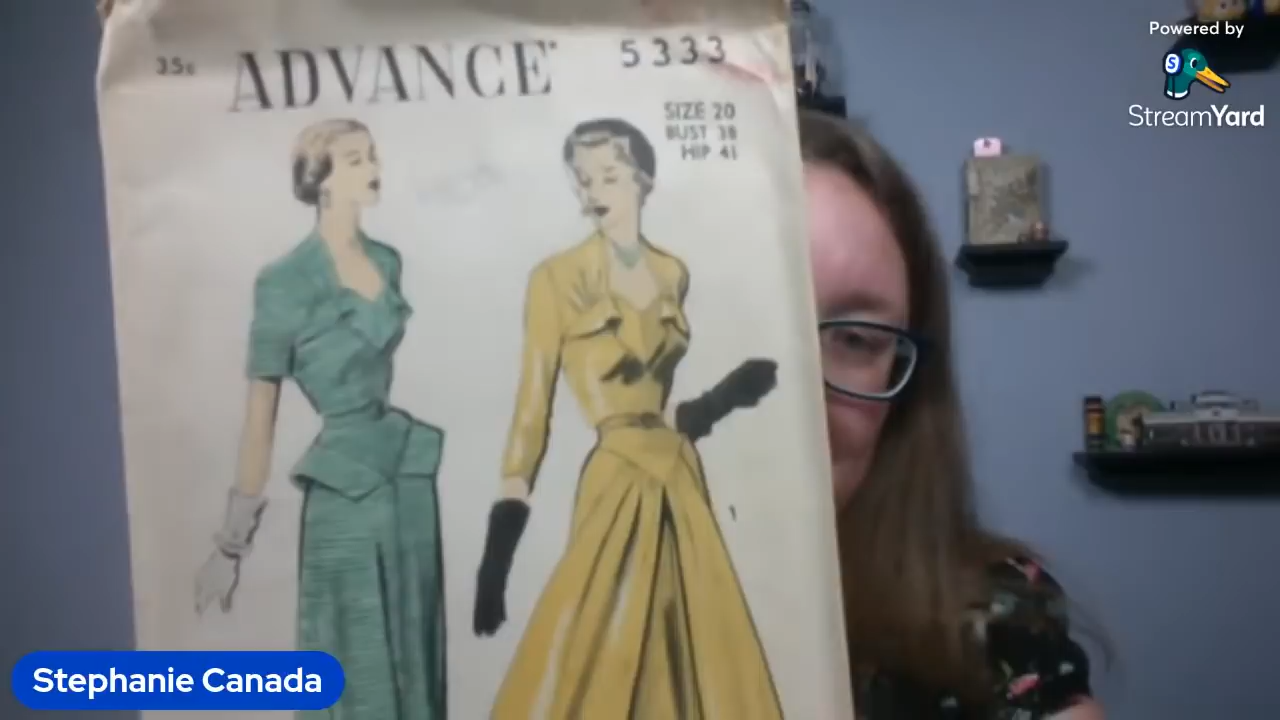 35¢ ADVANCE 5333
SIZE 20
BUST 38
HIP 41
Powered by
StreamYard
Stephanie Canada